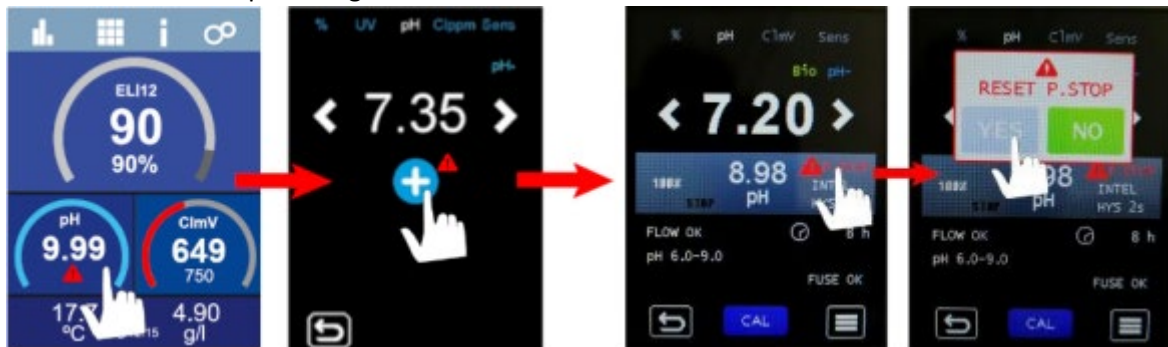 ELI12
90
90%
pH
9.99
ClmV
649
750
ºC
4.90
g/l
% UV pH Clppm Sens
pH-
7.35
% pH ClmV Sens
Bio pH-
7.20
100%
8.98
pH
STOP
FLOW OK
8 h
pH 6.0-9.0
FUSE OK
CAL
% pH ClmV Sens
RESET P.STOP
YES
NO
100%
98
pH
INTEL
HYS 2s
FLOW OK
8 h
pH 6.0-9.0
FUSE OK
CAL